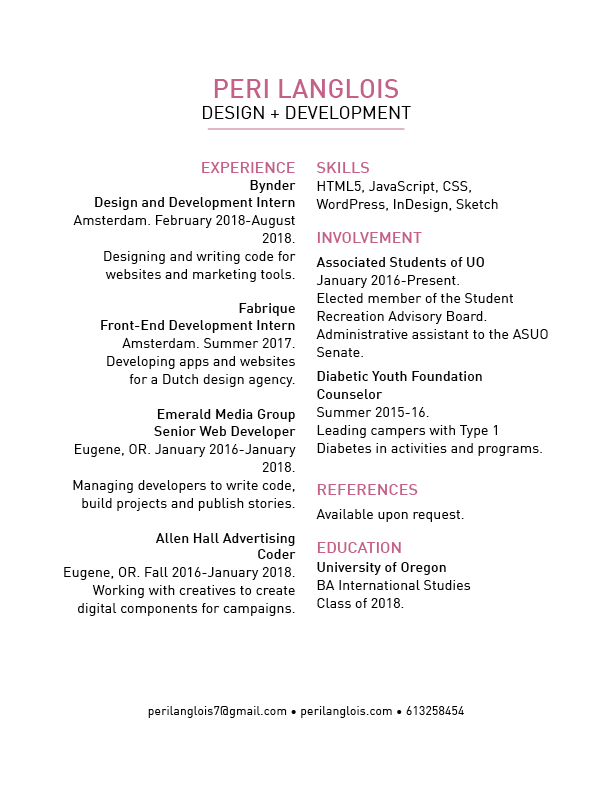 PERI LANGLOIS
DESIGN + DEVELOPMENT
EXPERIENCE
Bynder
Design and Development Intern
Amsterdam. February 2018-August
2018.
Designing and writing code for
websites and marketing tools.
Fabrique
Front-End Development Intern
Amsterdam. Summer 2017.
Developing apps and websites
for a Dutch design agency.
Emerald Media Group
Senior Web Developer
Eugene, OR. January 2016-January
2018.
Managing developers to write code,
build projects and publish stories.
Allen Hall Advertising
Coder
Eugene, OR. Fall 2016-January 2018.
Working with creatives to create
digital components for campaigns.
SKILLS
HTML5, JavaScript, CSS,
WordPress, InDesign, Sketch
INVOLVEMENT
Associated Students of UO
January 2016-Present.
Elected member of the Student
Recreation Advisory Board.
Administrative assistant to the ASUO
Senate.
Diabetic Youth Foundation
Counselor
Summer 2015-16.
Leading campers with Type 1
Diabetes in activities and programs.
REFERENCES
Available upon request.
EDUCATION
University of Oregon
BA International Studies
Class of 2018.
perilanglois7@gmail.com • perilanglois.com • 613258454